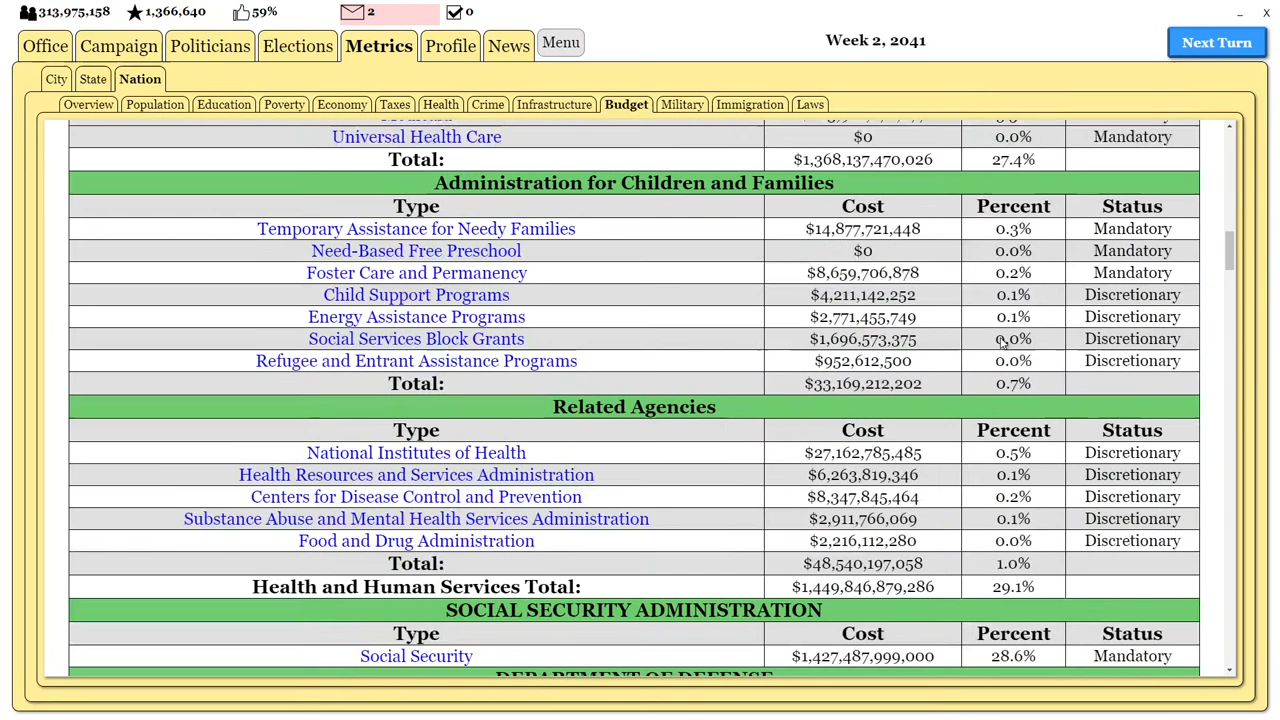 313,975,158 1,366,640 59% 2 0 _ X
Office Campaign Politicians Elections Metrics Profile News Menu Week 2, 2041 Next Turn
City State Nation
Overview Population Education Poverty Economy Taxes Health Crime Infrastructure Budget Military Immigration Laws
Universal Health Care $0 0.0% Mandatory
Total: $1,368,137,470,026 27.4%
Administration for Children and Families
Type Cost Percent Status
Temporary Assistance for Needy Families $14,877,721,448 0.3% Mandatory
Need-Based Free Preschool $0 0.0% Mandatory
Foster Care and Permanency $8,659,706,878 0.2% Mandatory
Child Support Programs $4,211,142,252 0.1% Discretionary
Energy Assistance Programs $2,771,455,749 0.1% Discretionary
Social Services Block Grants $1,696,573,375 0.0% Discretionary
Refugee and Entrant Assistance Programs $952,612,500 0.0% Discretionary
Total: $33,169,212,202 0.7%
Related Agencies
Type Cost Percent Status
National Institutes of Health $27,162,785,485 0.5% Discretionary
Health Resources and Services Administration $6,263,819,346 0.1% Discretionary
Centers for Disease Control and Prevention $8,347,845,464 0.2% Discretionary
Substance Abuse and Mental Health Services Administration $2,911,766,069 0.1% Discretionary
Food and Drug Administration $2,216,112,280 0.0% Discretionary
Total: $48,540,197,058 1.0%
Health and Human Services Total: $1,449,846,879,286 29.1%
SOCIAL SECURITY ADMINISTRATION
Type Cost Percent Status
Social Security $1,427,487,999,000 28.6% Mandatory
DEPARTMENT OF DEFENSE